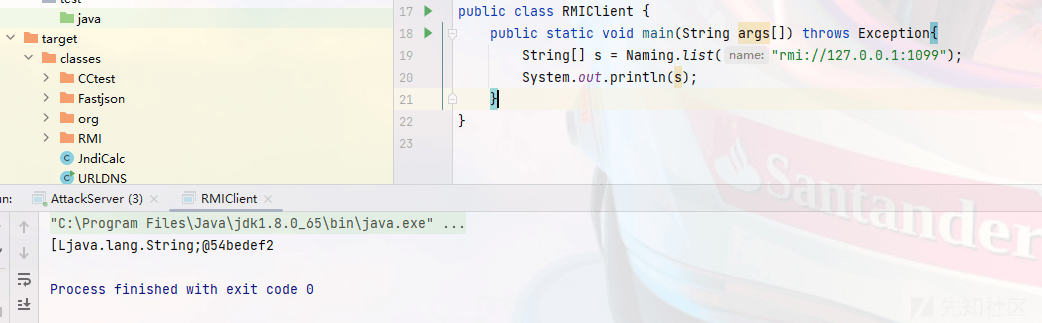 test
java
target
classes
CCtest
Fastjson
org
RMI
JndiCalc
URLDNS
17 public class RMIClient {
18 public static void main(String args[]) throws Exception{
19 String[] s = Naming.list( name: "rmi://127.0.0.1:1099");
20 System.out.println(s);
21 }
22 }
23
Santander
un: AttackServer (3) × RMIClient ×
"C:\Program Files\Java\jdk1.8.0_65\bin\java.exe" ...
[Ljava.lang.String;@54bedef2
Process finished with exit code 0
先知社区